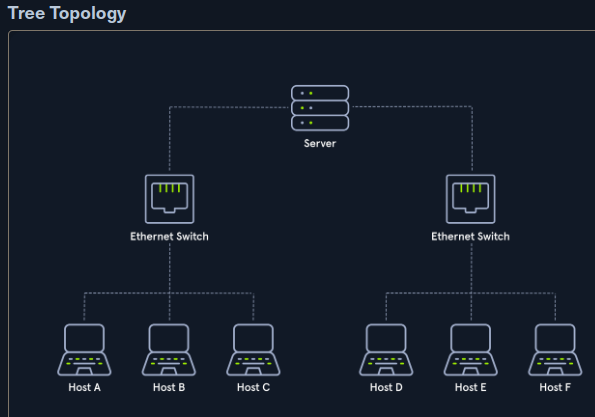 Tree Topology
Server
Ethernet Switch Ethernet Switch
Host A Host B Host C Host D Host E Host F